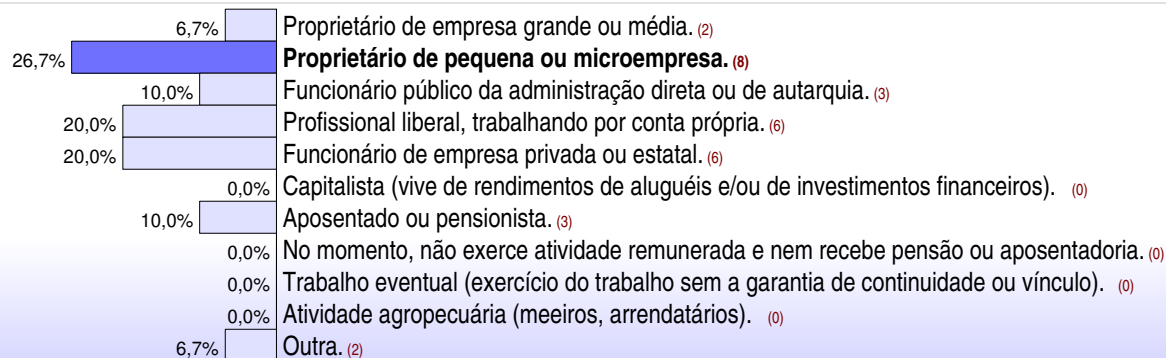 6,7% Proprietário de empresa grande ou média. (2)
26,7% Proprietário de pequena ou microempresa. (8)
10,0% Funcionário público da administração direta ou de autarquia. (3)
20,0% Profissional liberal, trabalhando por conta própria. (6)
20,0% Funcionário de empresa privada ou estatal. (6)
0,0% Capitalista (vive de rendimentos de aluguéis e/ou de investimentos financeiros). (0)
10,0% Aposentado ou pensionista. (3)
0,0% No momento, não exerce atividade remunerada e nem recebe pensão ou aposentadoria. (0)
0,0% Trabalho eventual (exercício do trabalho sem a garantia de continuidade ou vínculo). (0)
0,0% Atividade agropecuária (meeiros, arrendatários). (0)
6,7% Outra. (2)